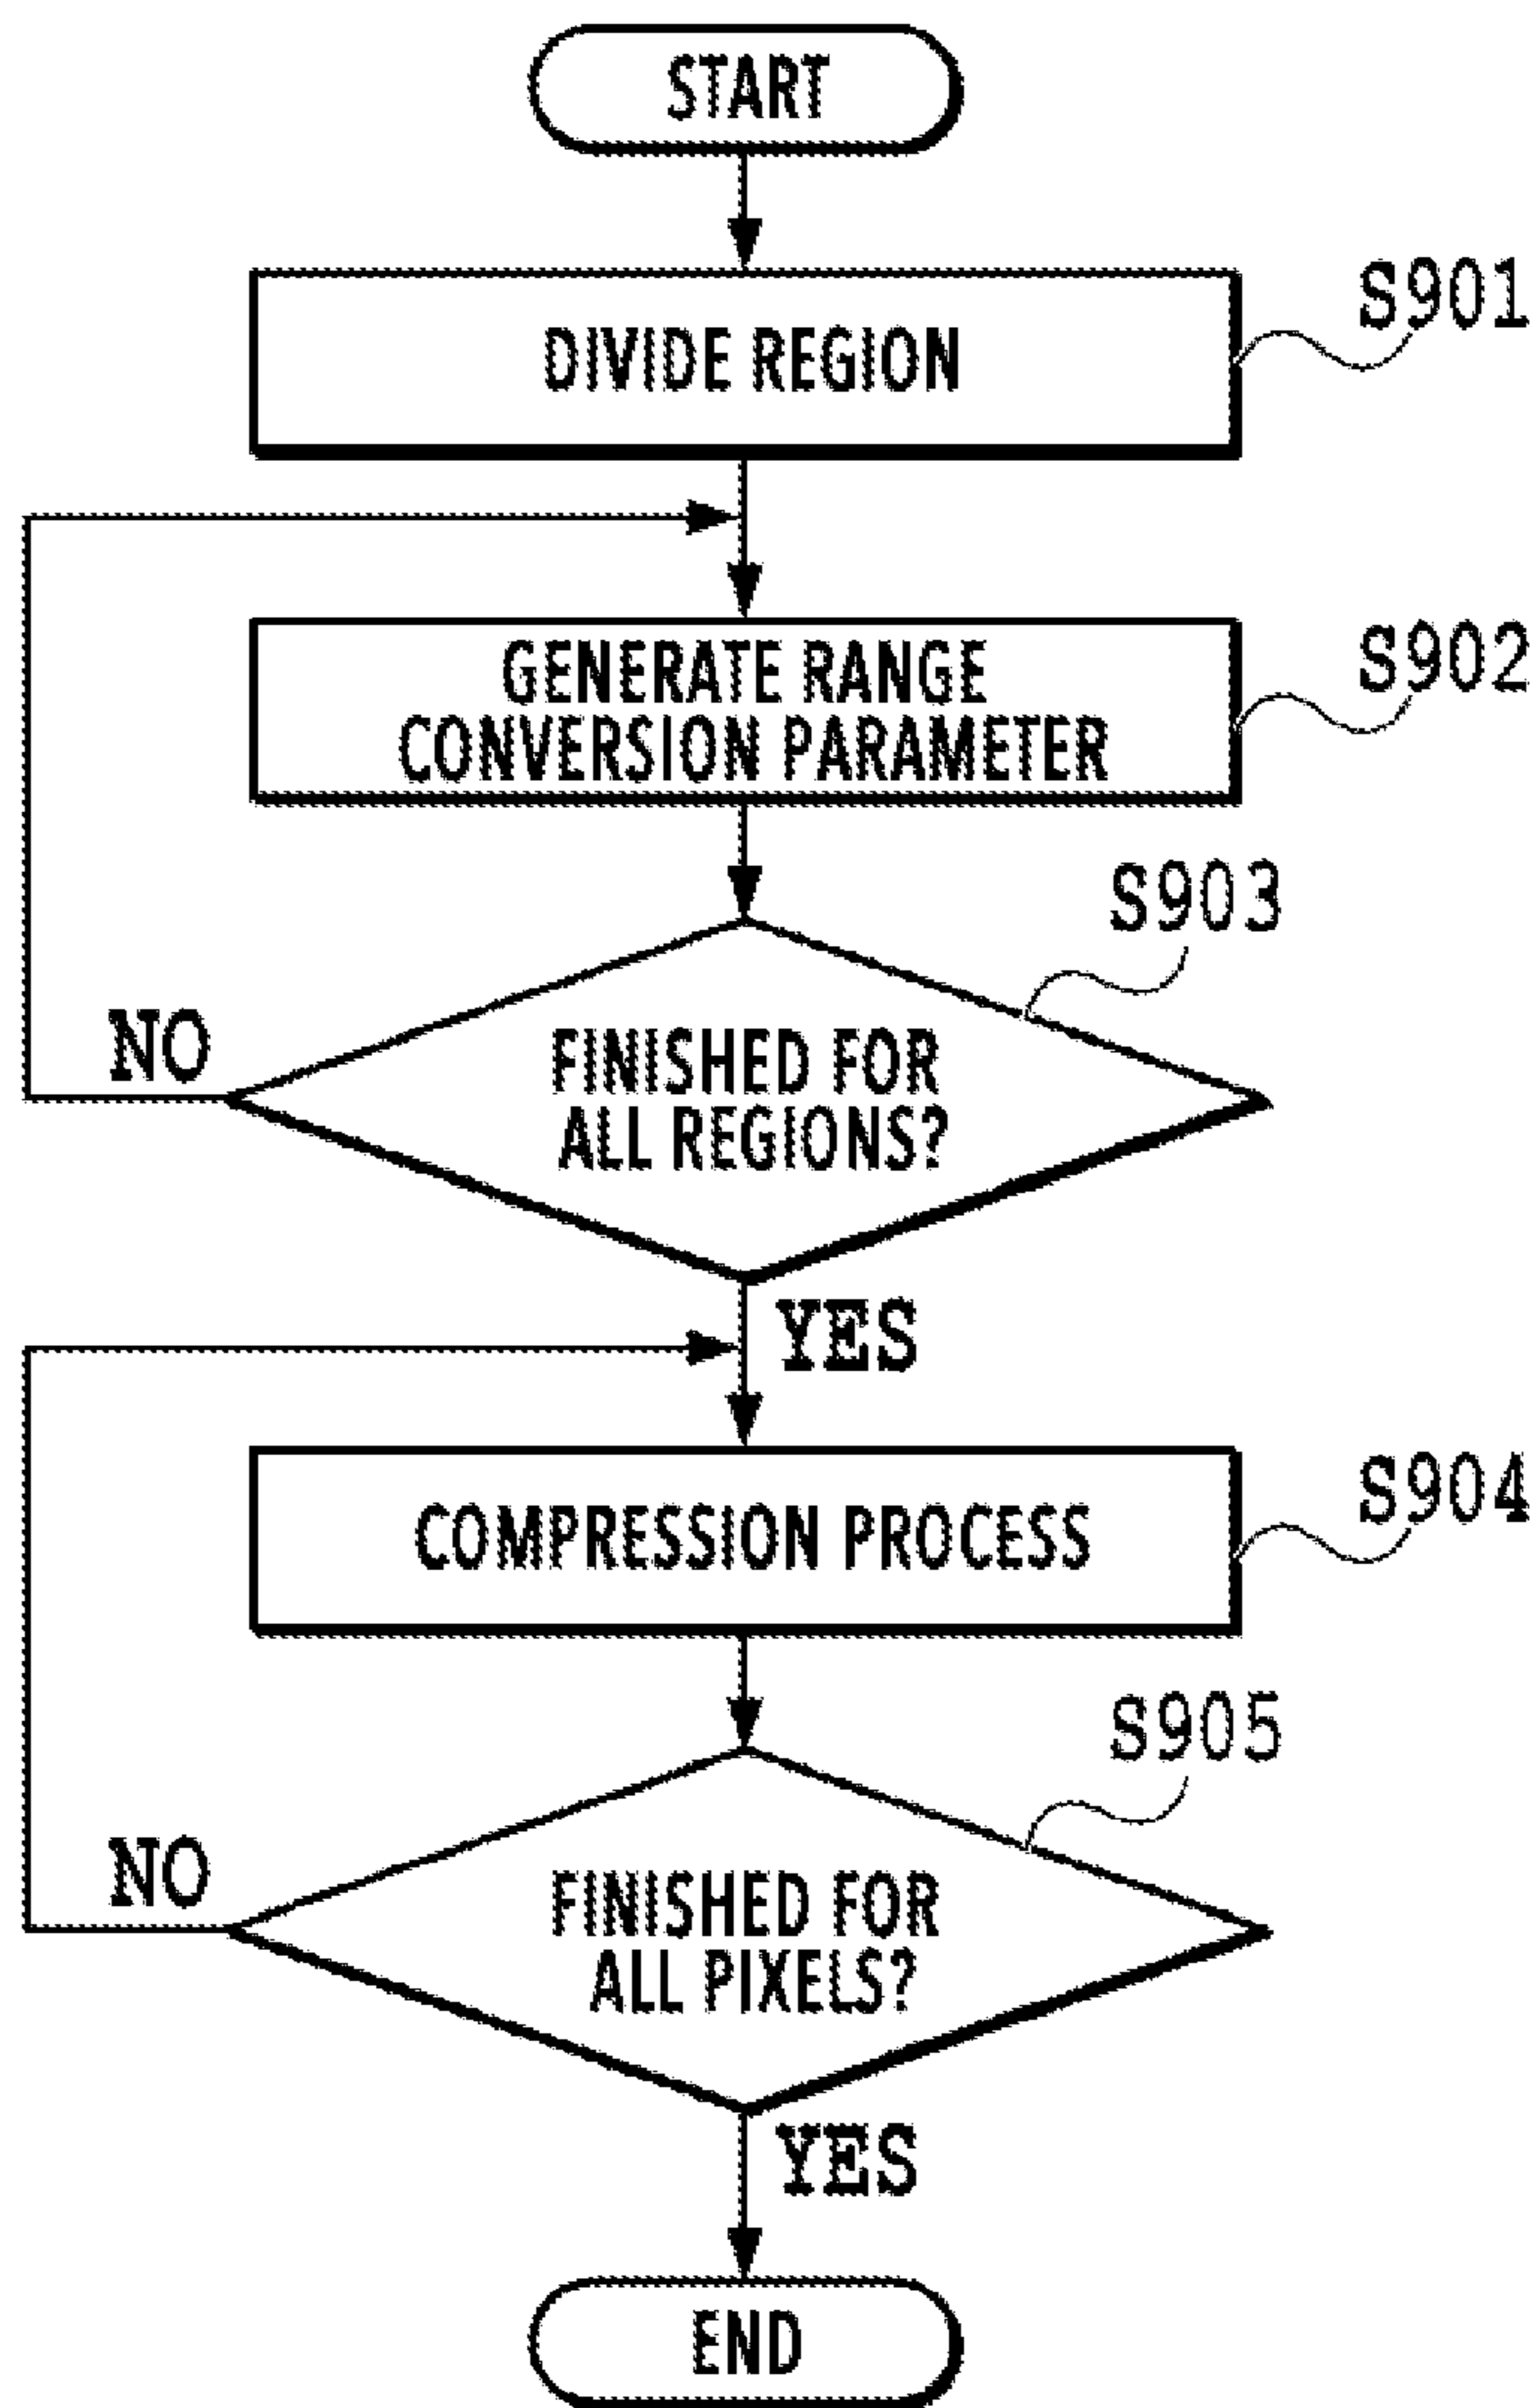 START
DIVIDE REGION
S901
GENERATE RANGE
CONVERSION PARAMETER
S902
S903
FINISHED FOR
ALL REGIONS?
NO
YES
COMPRESSION PROCESS
S904
S905
FINISHED FOR
ALL PIXELS?
NO
YES
END